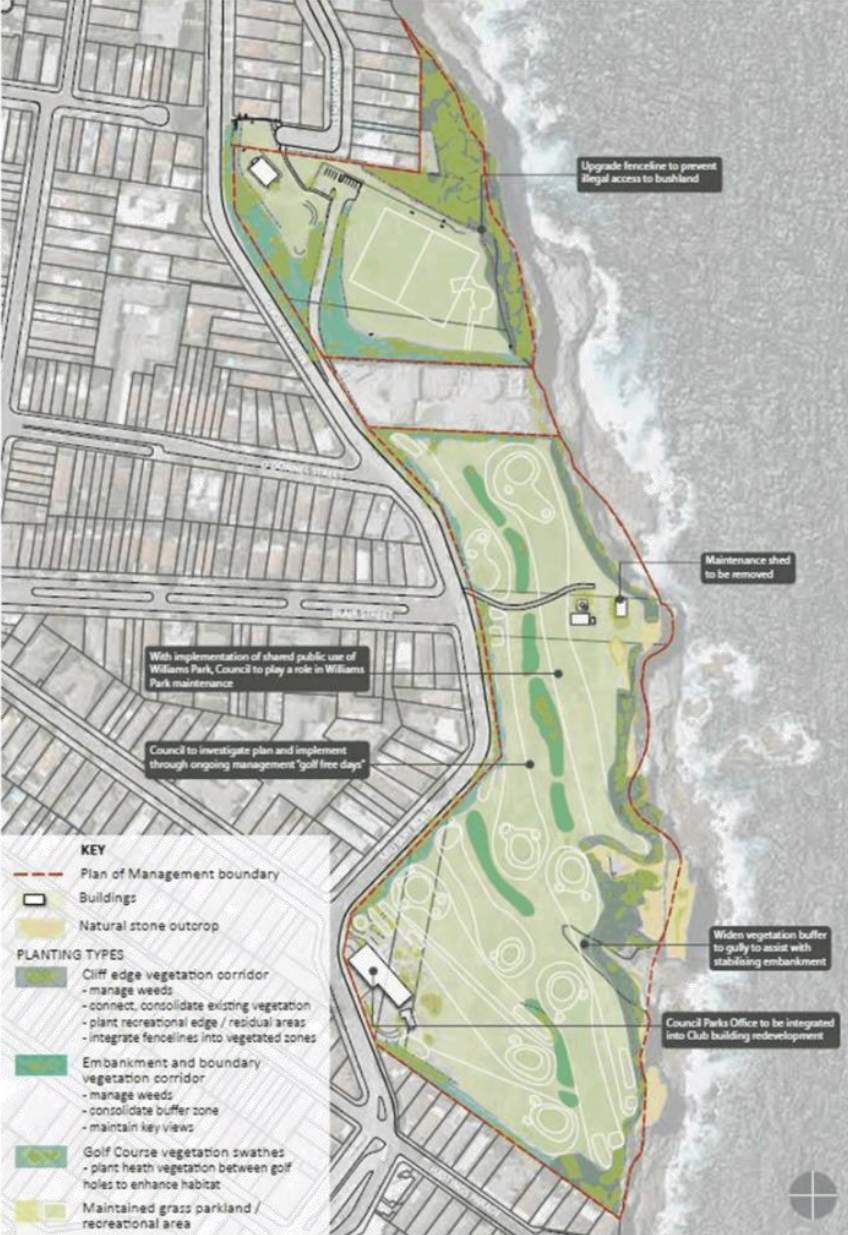 Upgrade fenceline to prevent
illegal access to bushland
Maintenance shed
to be removed
BLAIR STREET
With implementation of shared public use of
Williams Park, Council to play a role in Williams
Park maintenance
Council to investigate plan and implement
through ongoing management "golf free days"
Widen vegetation buffer
to gully to assist with
stabilising embankment
Council Parks Office to be integrated
into Club building redevelopment
KEY
Plan of Management boundary
Buildings
Natural stone outcrop
PLANTING TYPES
Cliff edge vegetation corridor
- manage weeds
- connect, consolidate existing vegetation
- plant recreational edge / residual areas
- integrate fencelines into vegetated zones
Embankment and boundary
vegetation corridor
- manage weeds
- consolidate buffer zone
- maintain key views
Golf Course vegetation swathes
- plant heath vegetation between golf
holes to enhance habitat
Maintained grass parkland /
recreational area